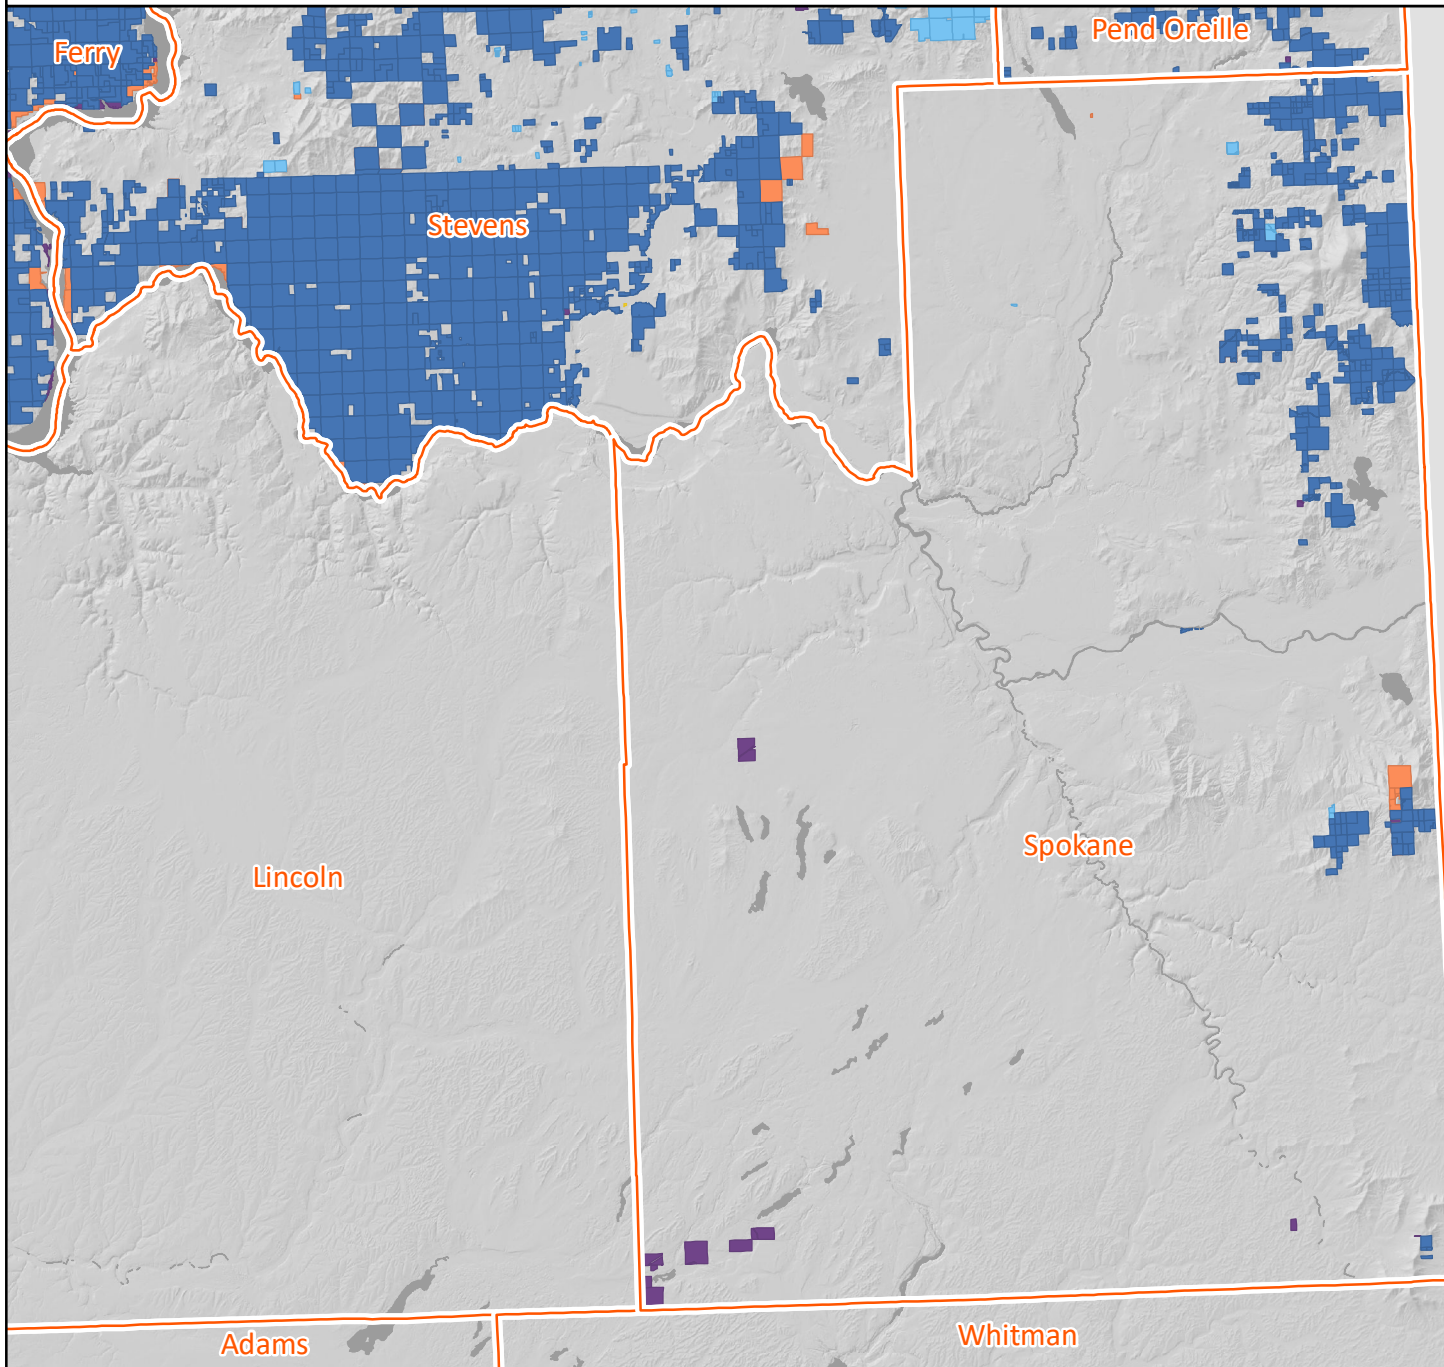 Pend Oreille
Ferry
Stevens
Spokane
Lincoln
Whitman
Adams